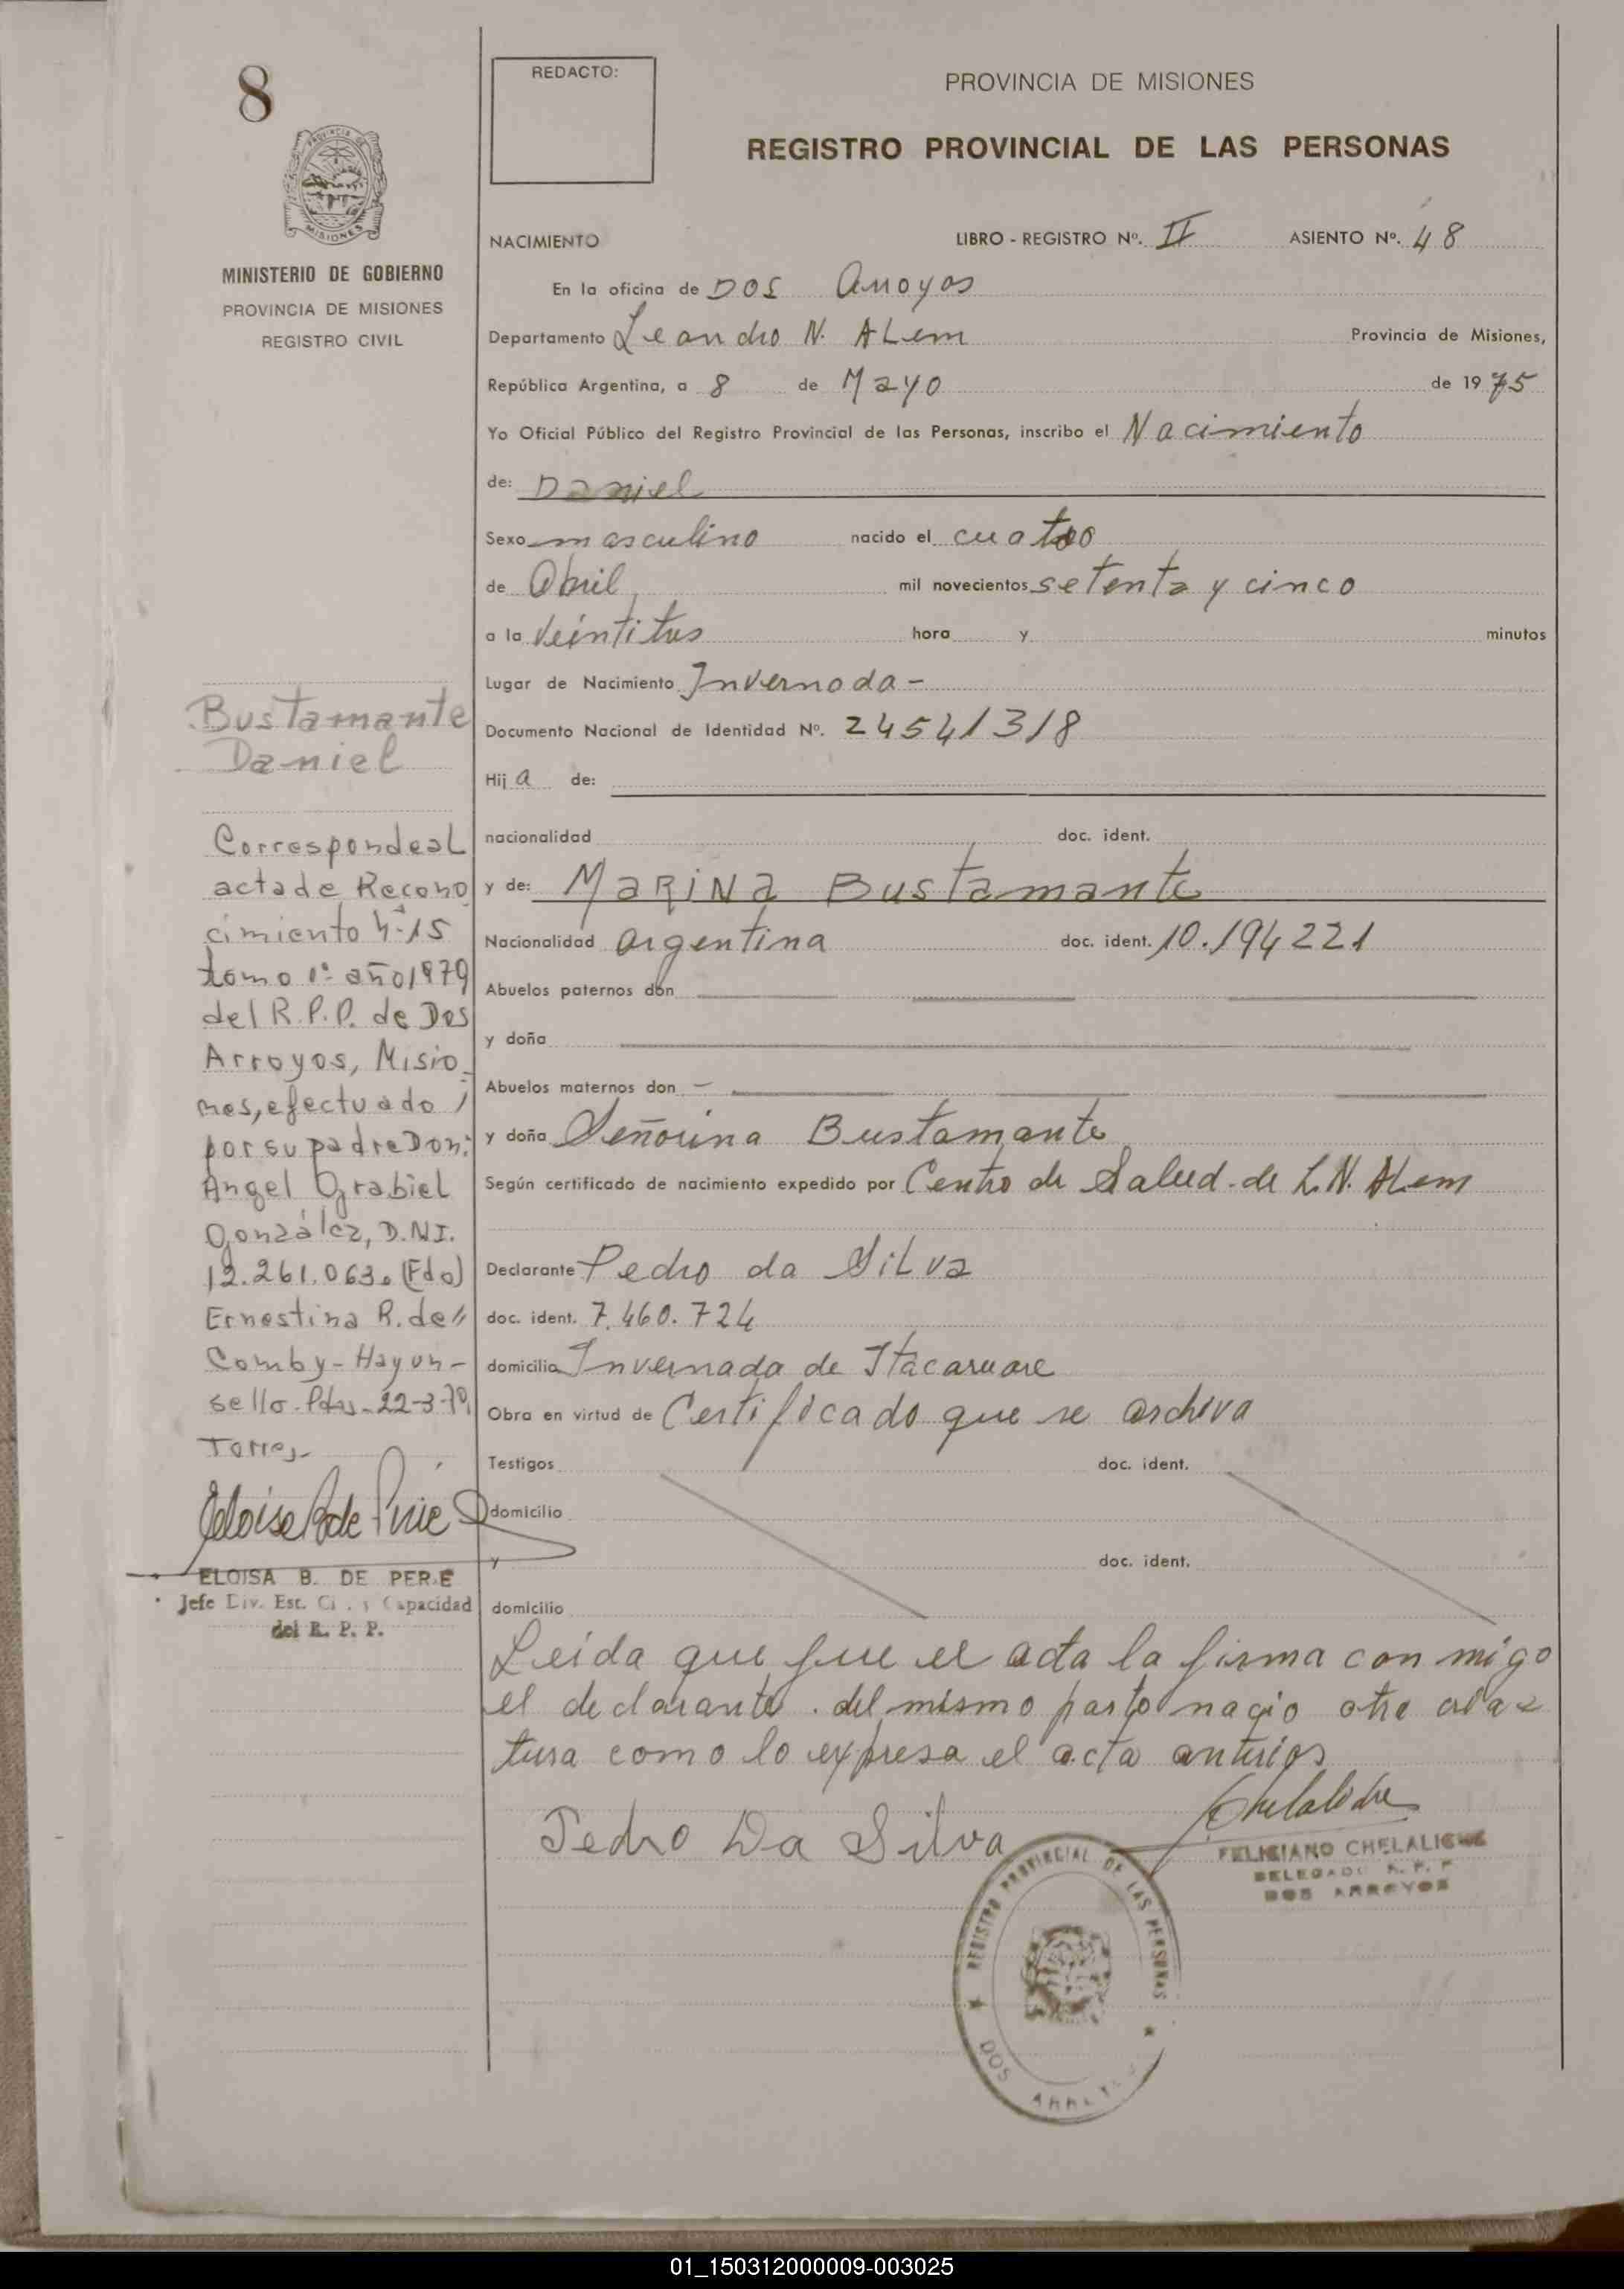 8
REDACTO:
PROVINCIA DE MISIONES
REGISTRO PROVINCIAL DE LAS PERSONAS
PROVINCIA DE
MISIONES
MINISTERIO DE GOBIERNO
PROVINCIA DE MISIONES
REGISTRO CIVIL
NACIMIENTO LIBRO - REGISTRO Nº. II ASIENTO Nº. 48
En la oficina de DOS Arroyos
Departamento Leandro N. ALem Provincia de Misiones,
República Argentina, a 8 de Mayo de 1975
Yo Oficial Público del Registro Provincial de las Personas, inscribo el Nacimiento
de: Daniel
Sexo masculino nacido el cuatro
de Abril mil novecientos setenta y cinco
a la Veintitres hora y minutos
Lugar de Nacimiento Invernada -
Documento Nacional de Identidad Nº. 24541318
Hija de:
nacionalidad doc. ident.
y de: MaRiNa Bustamante
Nacionalidad argentina doc. ident. 10.194221
Abuelos paternos don
y doña
Abuelos maternos don
y doña Señorina Bustamante
Según certificado de nacimiento expedido por Centro de Salud de L.N. ALem
Declarante Pedro da SiLva
doc. ident. 7.460.724
domicilio Invernada de Itacaruare
Obra en virtud de Certificado que se archiva
Testigos doc. ident.
domicilio
y doc. ident.
domicilio
Leida que fue el acta la firma con migo
el declarante . del mismo parto nacio otra cria=
tura como lo expresa el acta anterior
Pedro Da Silva
FELICIANO CHELALICHE
DELEGADO R. P. P
DOS ARROYOS
REGISTRO PROVINCIAL DE LAS PERSONAS
DOS ARROYOS
Bustamante
Daniel
Corresponde al
acta de Recono
cimiento nº 15
tomo 1º año 1979
del R.P.P. de Dos
Arroyos, Misio
nes, efectuado
por su padre Don:
Angel Grabiel
González, D.N.I.
12.261.063. (Fdo)
Ernestina R. de
Comby - Hay un -
sello - Pdas - 22-3-79
Torres
ELOISA B. DE PERIE
Jefe Div. Est. Civ. y Capacidad
del R. P. P.
01_150312000009-003025